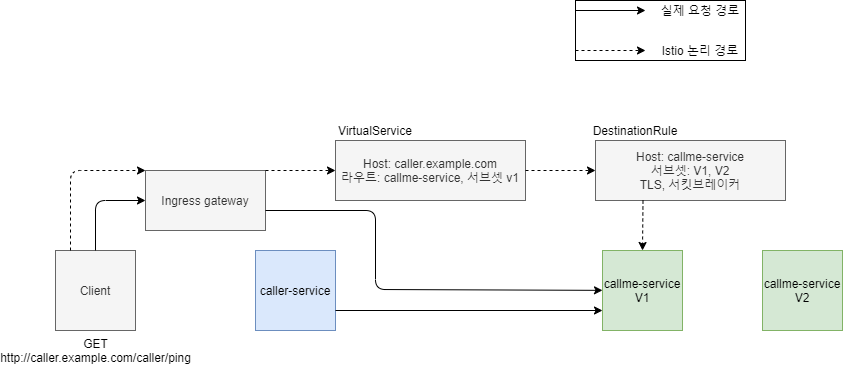 실제 요청 경로
Istio 논리 경로
VirtualService
DestinationRule
Host: caller.example.com
라우트: callme-service, 서브셋 v1
Host: callme-service
서브셋: V1, V2
TLS, 서킷브레이커
Ingress gateway
Client
caller-service
callme-service
V1
callme-service
V2
GET
http://caller.example.com/caller/ping